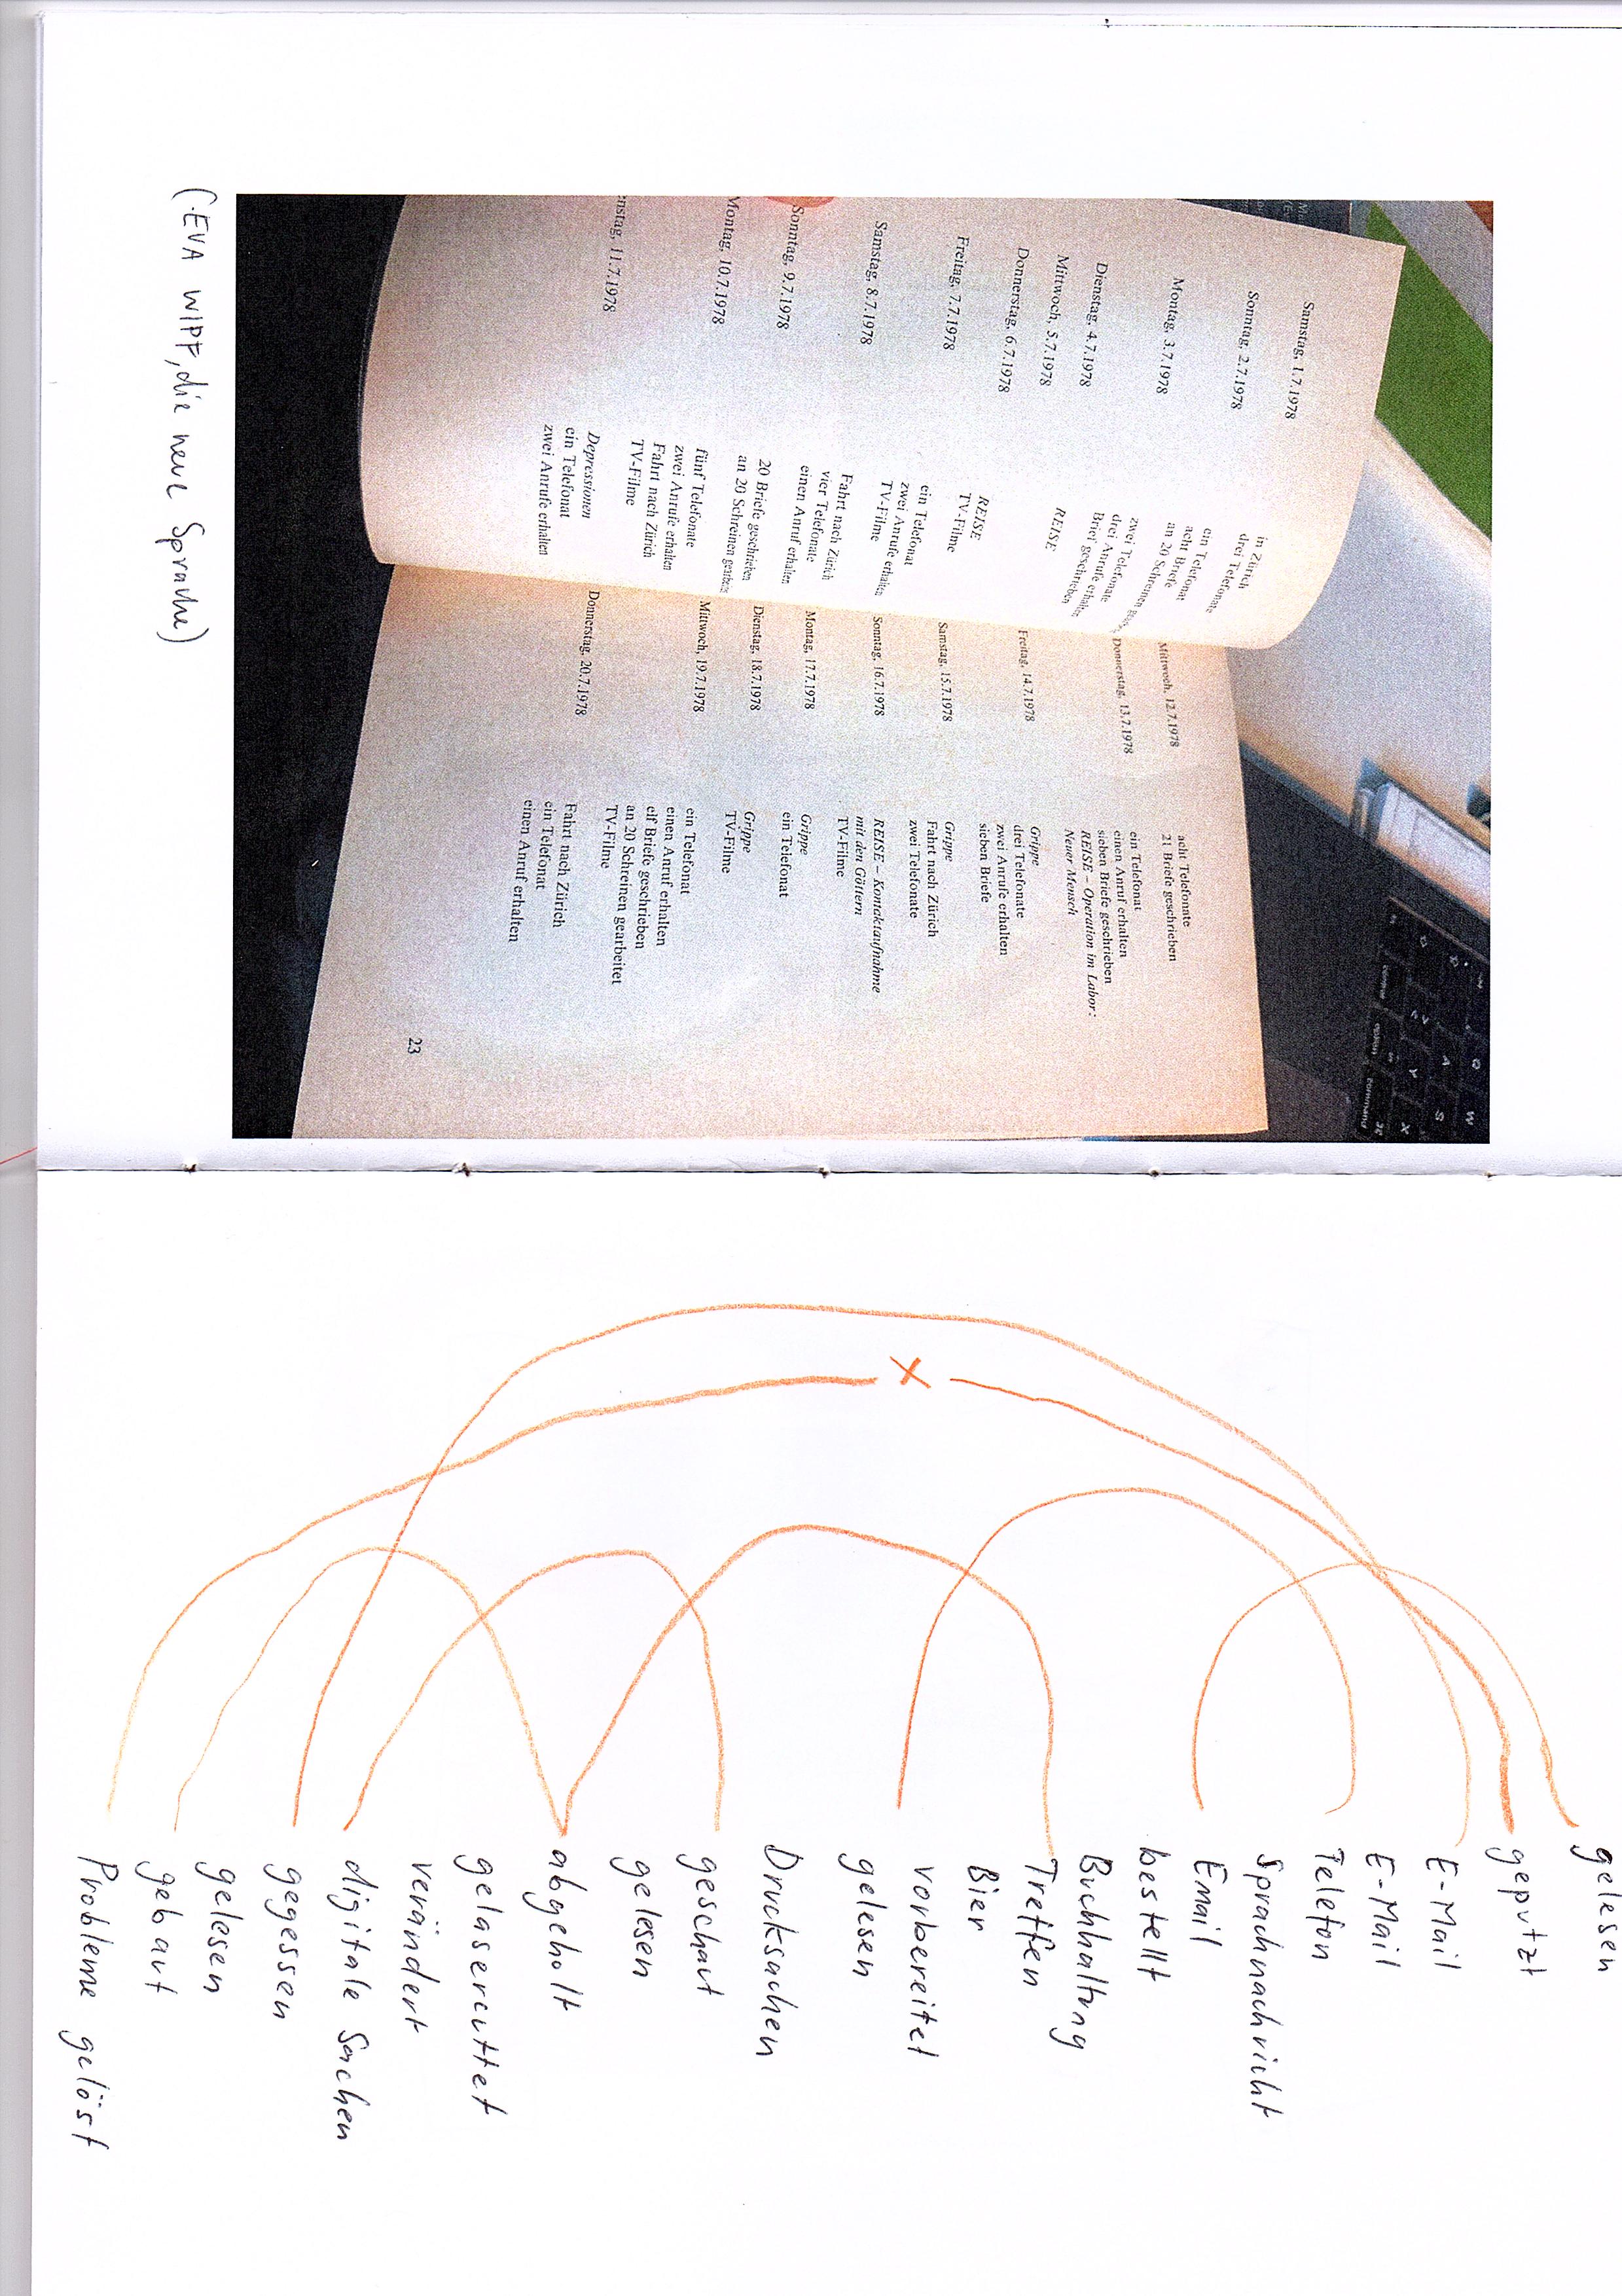 Samstag, 1.7.1978
in Zürich
drei Telefonate
Sonntag, 2.7.1978
ein Telefonat
acht Briefe
an 20 Schreinen
Montag, 3.7.1978
zwei Telefonate
drei Anrufe erhalten
Brief geschrieben
Dienstag, 4.7.1978
REISE
Mittwoch, 5.7.1978
Donnerstag, 6.7.1978
REISE
TV-Filme
Freitag, 7.7.1978
ein Telefonat
zwei Anrufe erhalten
TV-Filme
Samstag, 8.7.1978
Fahrt nach Zürich
vier Telefonate
einen Anruf erhalten
Sonntag, 9.7.1978
20 Briefe geschrieben
an 20 Schreinen gearbeitet
Montag, 10.7.1978
fünf Telefonate
zwei Anrufe erhalten
Fahrt nach Zürich
TV-Filme
enstag, 11.7.1978
Depressionen
ein Telefonat
zwei Anrufe erhalten
Mittwoch, 12.7.1978
acht Telefonate
21 Briefe geschrieben
Donnerstag, 13.7.1978
ein Telefonat
einen Anruf erhalten
sieben Briefe geschrieben
REISE – Operation im Labor:
Neuer Mensch
Freitag, 14.7.1978
Grippe
drei Telefonate
zwei Anrufe erhalten
sieben Briefe
Samstag, 15.7.1978
Grippe
Fahrt nach Zürich
zwei Telefonate
Sonntag, 16.7.1978
REISE – Kontaktaufnahme
mit den Göttern
TV-Filme
Montag, 17.7.1978
Grippe
ein Telefonat
Dienstag, 18.7.1978
Grippe
TV-Filme
Mittwoch, 19.7.1978
ein Telefonat
einen Anruf erhalten
elf Briefe geschrieben
an 20 Schreinen gearbeitet
TV-Filme
Donnerstag, 20.7.1978
Fahrt nach Zürich
ein Telefonat
einen Anruf erhalten
23
Q W
A S
Y X
control option command
(EVA WIPF, die neue Sprache)
gelesen
geputzt
E-Mail
E-Mail
Telefon
Sprachnachricht
Email
bestellt
Buchhaltung
Treffen
Bier
vorbereitet
gelesen
Drucksachen
geschaut
gelesen
abgeholt
gelasercuttet
verändert
digitale Sachen
gegessen
gelesen
gebaut
Probleme gelöst